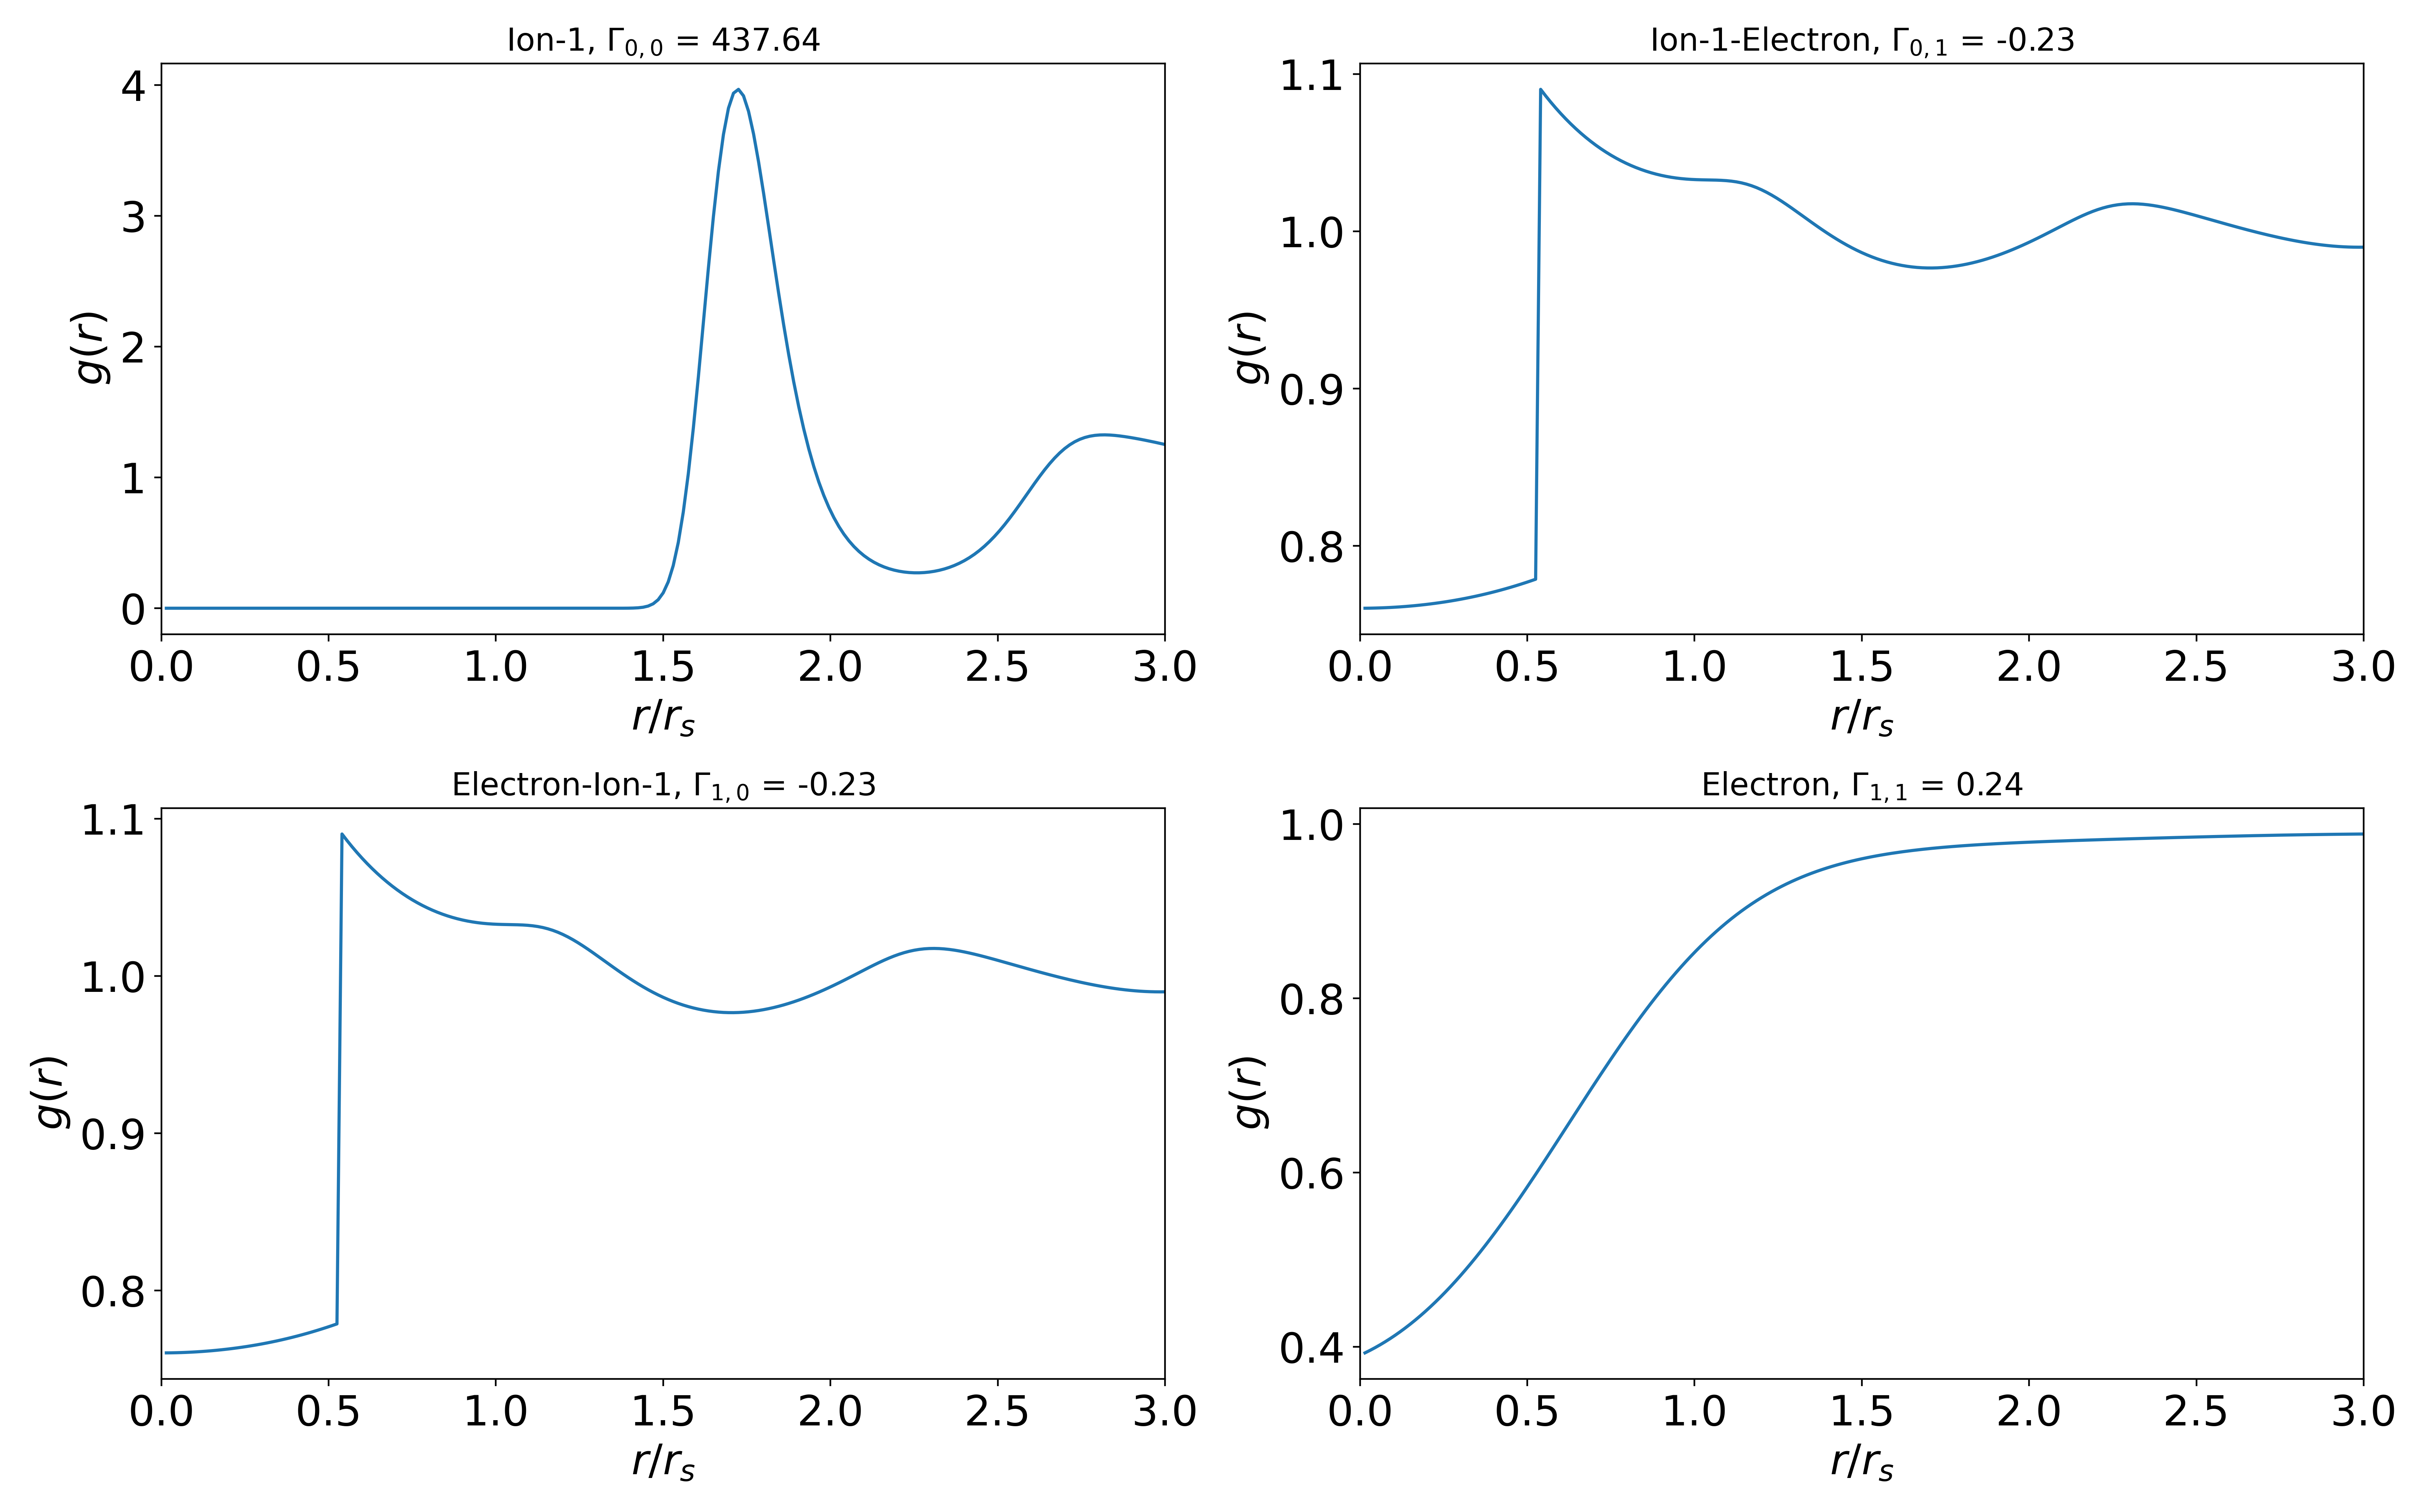 Ion-1, Γ0,0 = 437.64
4
3
2
1
0
g(r)
0.0 0.5 1.0 1.5 2.0 2.5 3.0
r/rs
Ion-1-Electron, Γ0,1 = -0.23
1.1
1.0
0.9
0.8
g(r)
0.0 0.5 1.0 1.5 2.0 2.5 3.0
r/rs
Electron-Ion-1, Γ1,0 = -0.23
1.1
1.0
0.9
0.8
g(r)
0.0 0.5 1.0 1.5 2.0 2.5 3.0
r/rs
Electron, Γ1,1 = 0.24
1.0
0.8
0.6
0.4
g(r)
0.0 0.5 1.0 1.5 2.0 2.5 3.0
r/rs